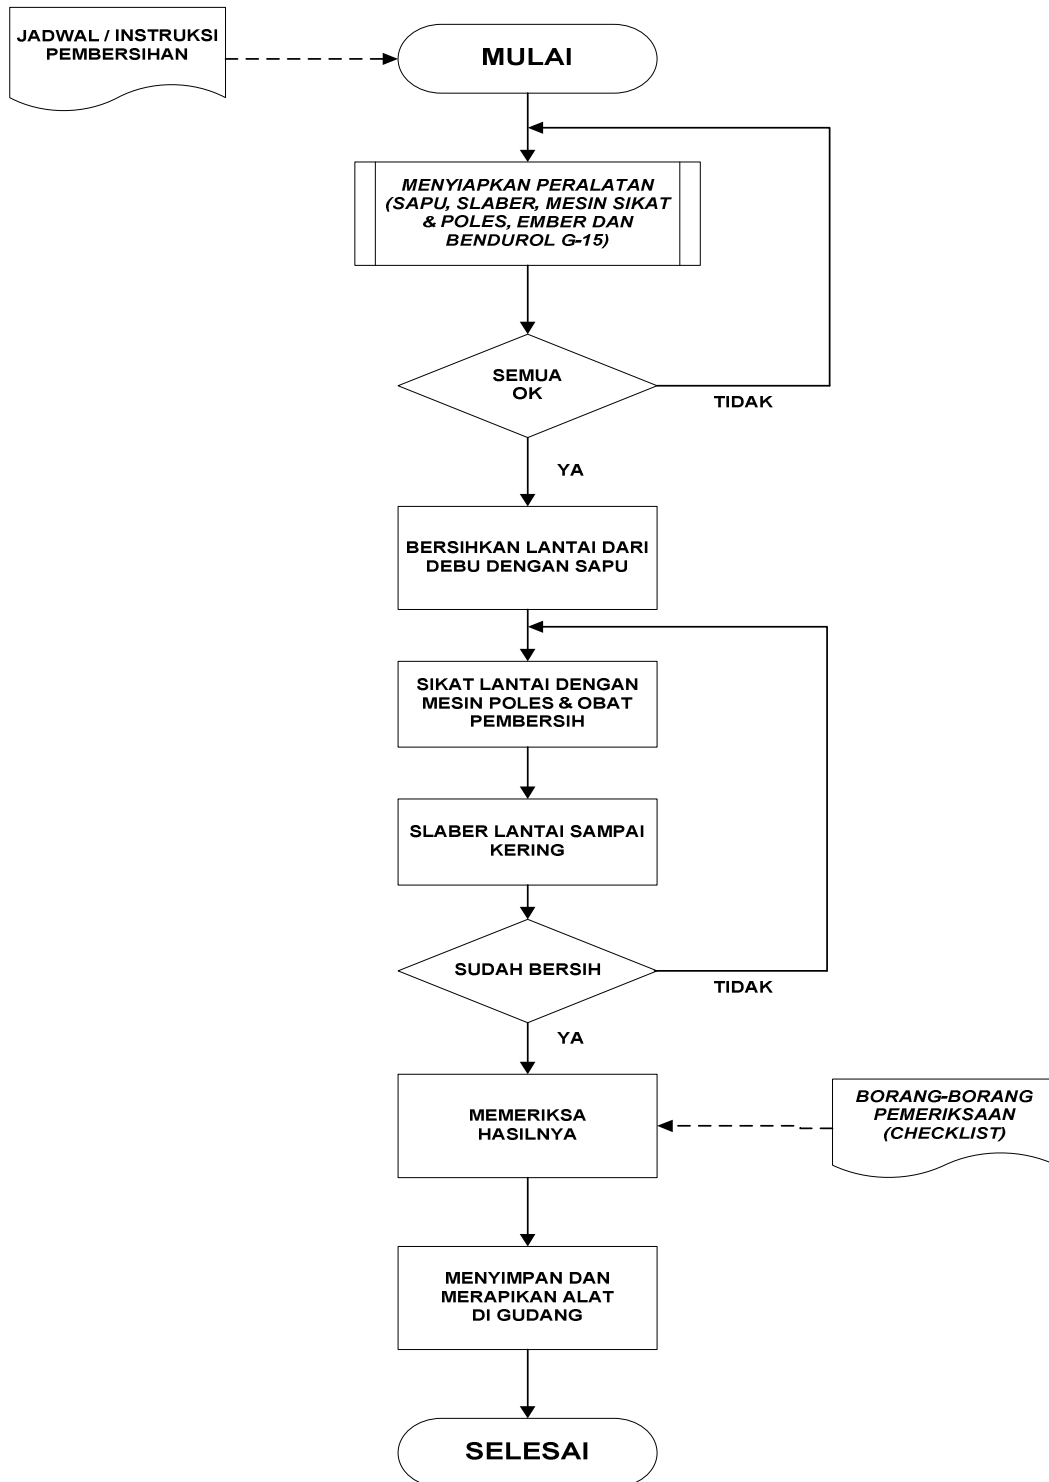 JADWAL / INSTRUKSI
PEMBERSIHAN
MULAI
MENYIAPKAN PERALATAN
(SAPU, SLABER, MESIN SIKAT
& POLES, EMBER DAN
BENDUROL G-15)
SEMUA
OK
TIDAK
YA
BERSIHKAN LANTAI DARI
DEBU DENGAN SAPU
SIKAT LANTAI DENGAN
MESIN POLES & OBAT
PEMBERSIH
SLABER LANTAI SAMPAI
KERING
SUDAH BERSIH
TIDAK
YA
MEMERIKSA
HASILNYA
BORANG-BORANG
PEMERIKSAAN
(CHECKLIST)
MENYIMPAN DAN
MERAPIKAN ALAT
DI GUDANG
SELESAI